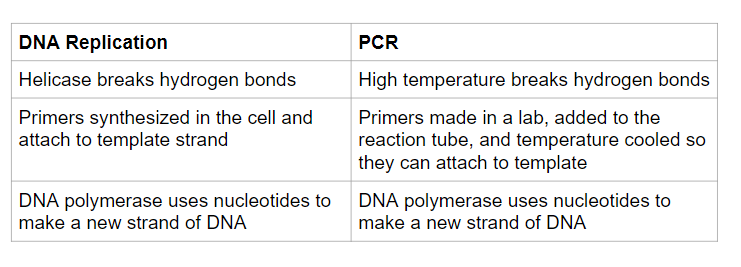 DNA Replication
PCR
Helicase breaks hydrogen bonds
High temperature breaks hydrogen bonds
Primers synthesized in the cell and
attach to template strand
Primers made in a lab, added to the
reaction tube, and temperature cooled so
they can attach to template
DNA polymerase uses nucleotides to
make a new strand of DNA
DNA polymerase uses nucleotides to
make a new strand of DNA